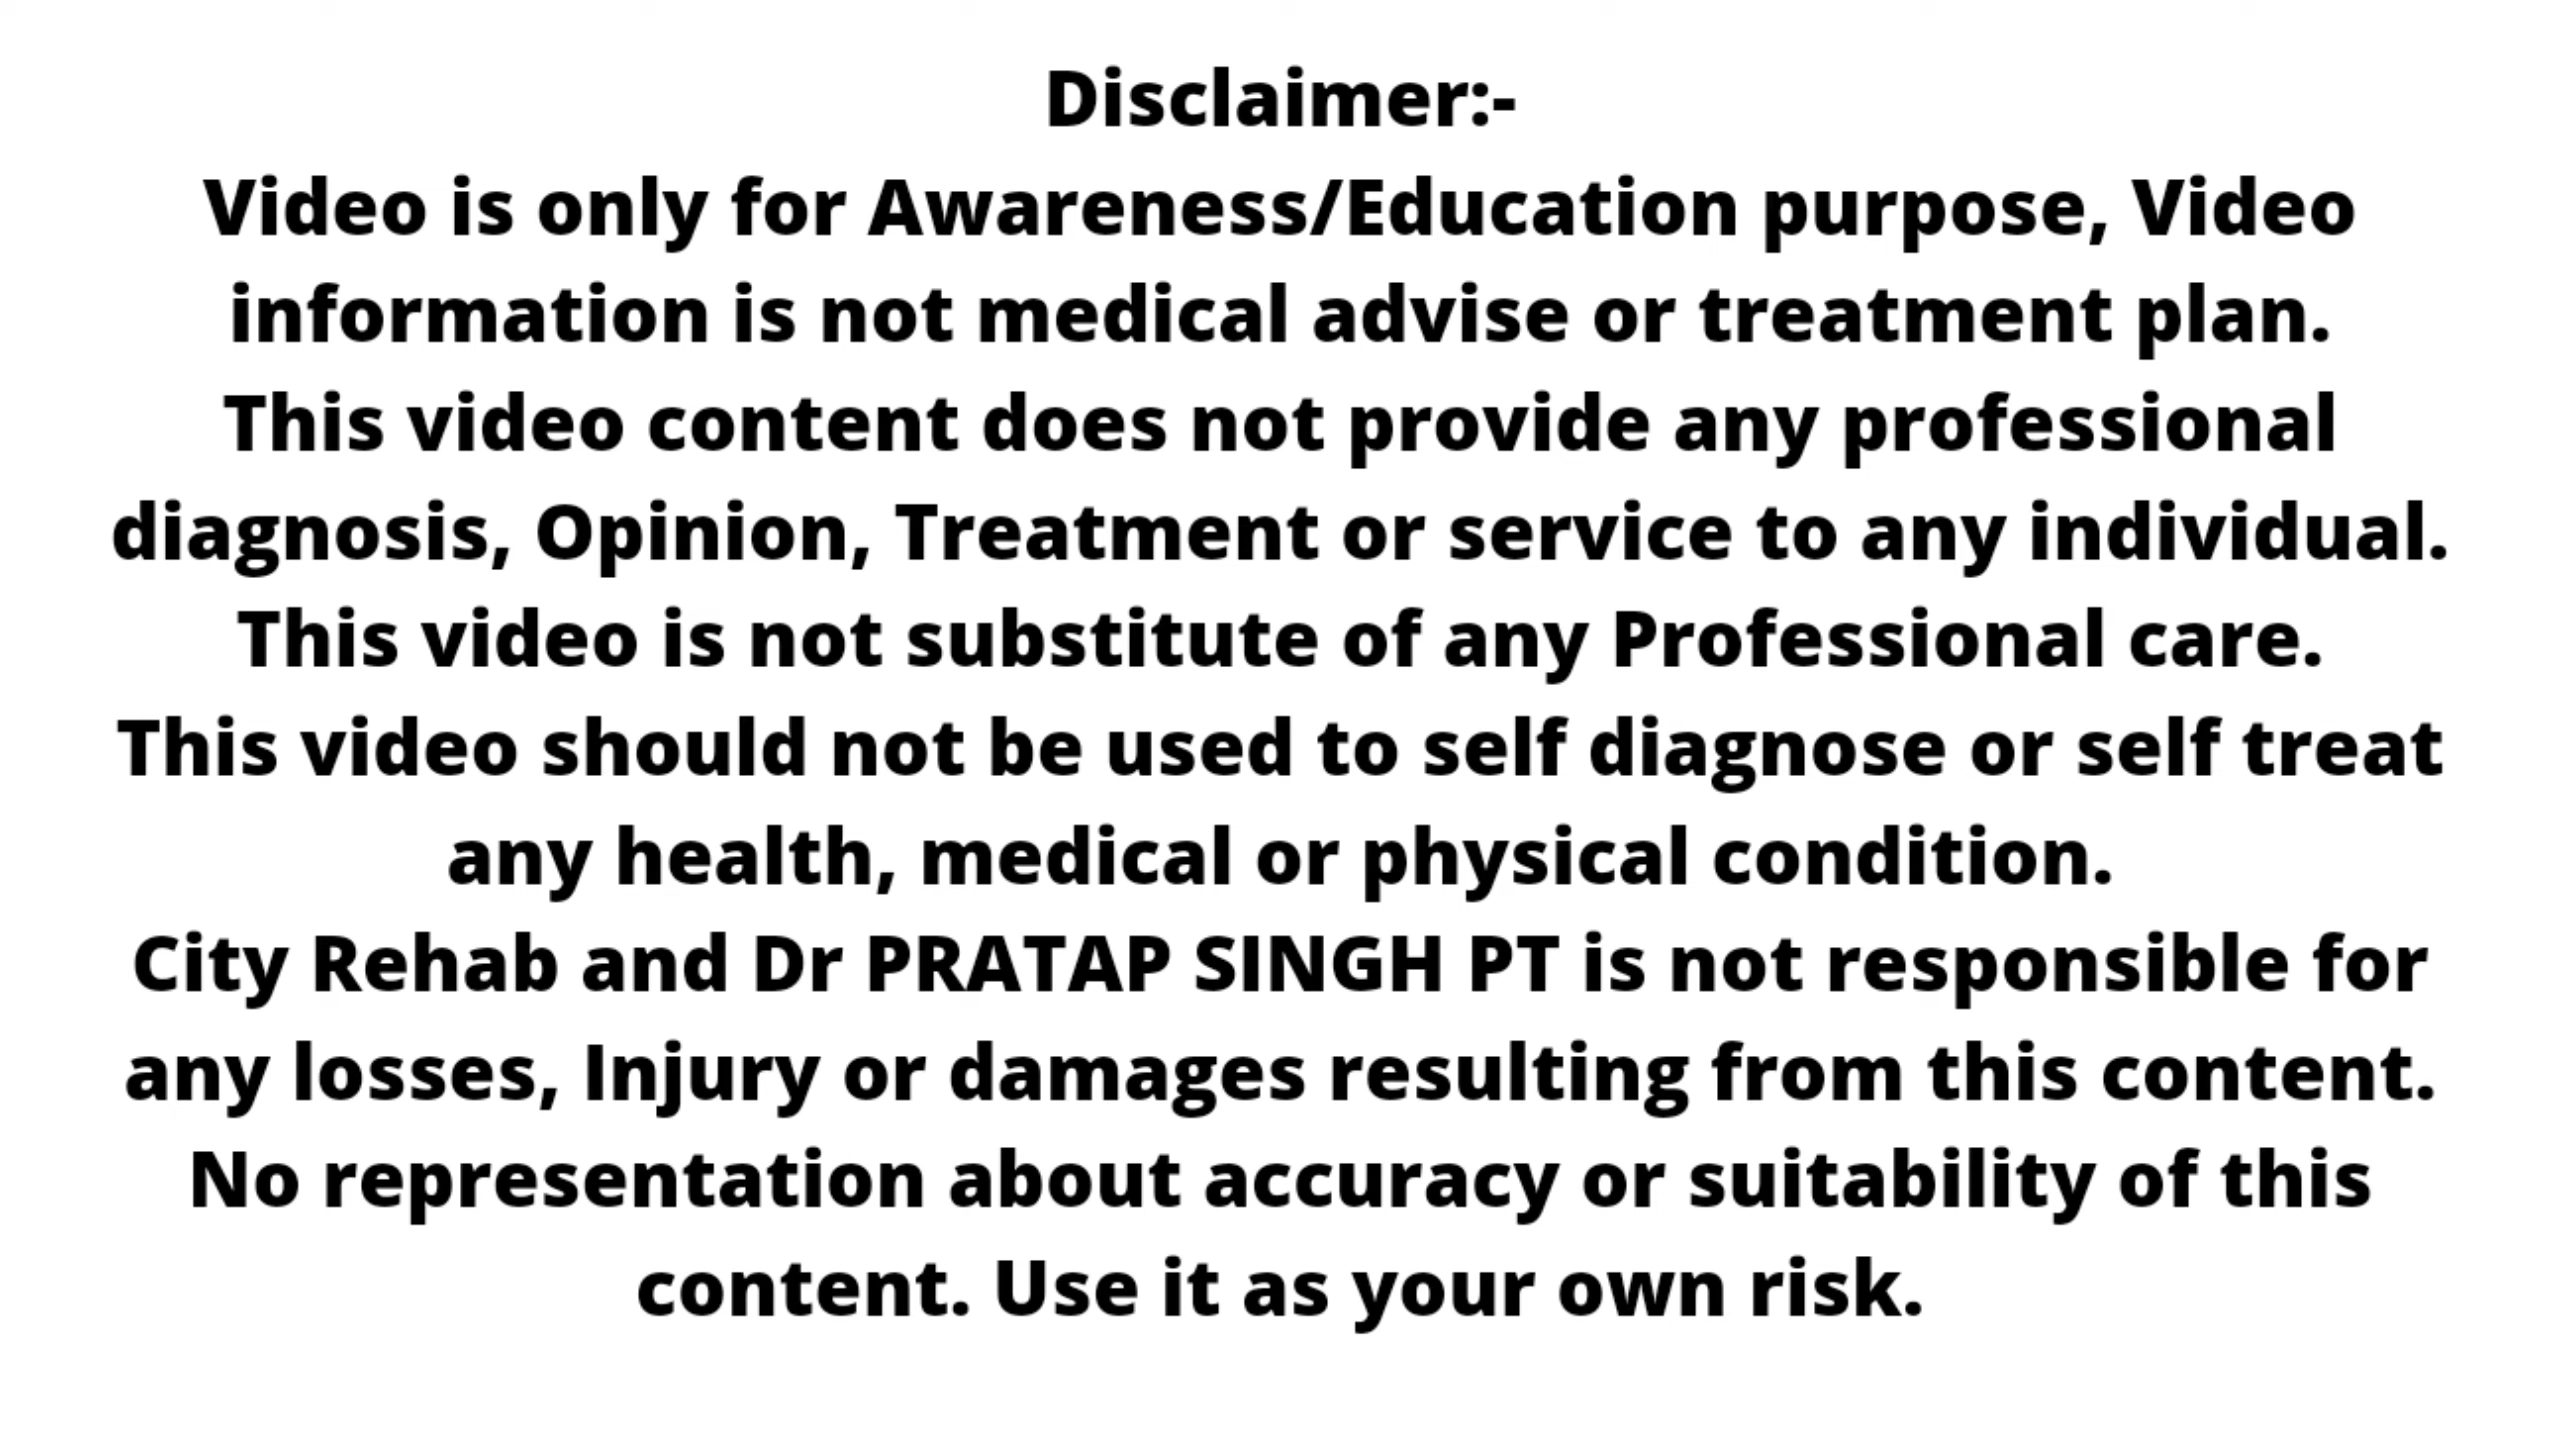 Disclaimer:-
Video is only for Awareness/Education purpose, Video
information is not medical advise or treatment plan.
This video content does not provide any professional
diagnosis, Opinion, Treatment or service to any individual.
This video is not substitute of any Professional care.
This video should not be used to self diagnose or self treat
any health, medical or physical condition.
City Rehab and Dr PRATAP SINGH PT is not responsible for
any losses, Injury or damages resulting from this content.
No representation about accuracy or suitability of this
content. Use it as your own risk.